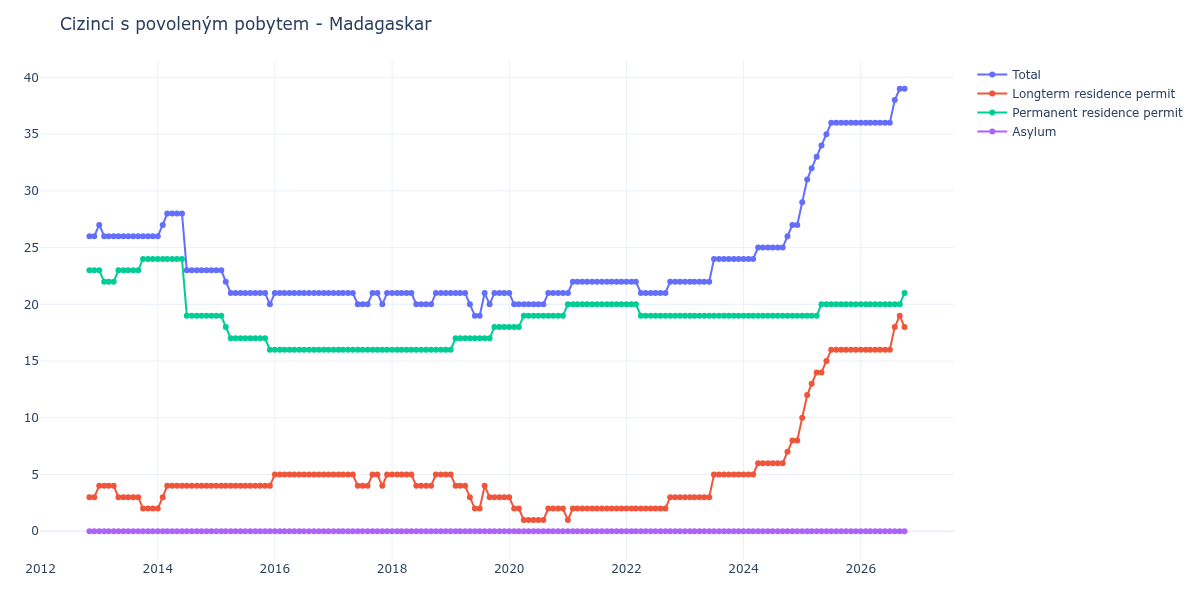 Cizinci s povoleným pobytem - Madagaskar
40
35
30
25
20
15
10
5
0
2012 2014 2016 2018 2020 2022 2024 2026
Total
Longterm residence permit
Permanent residence permit
Asylum